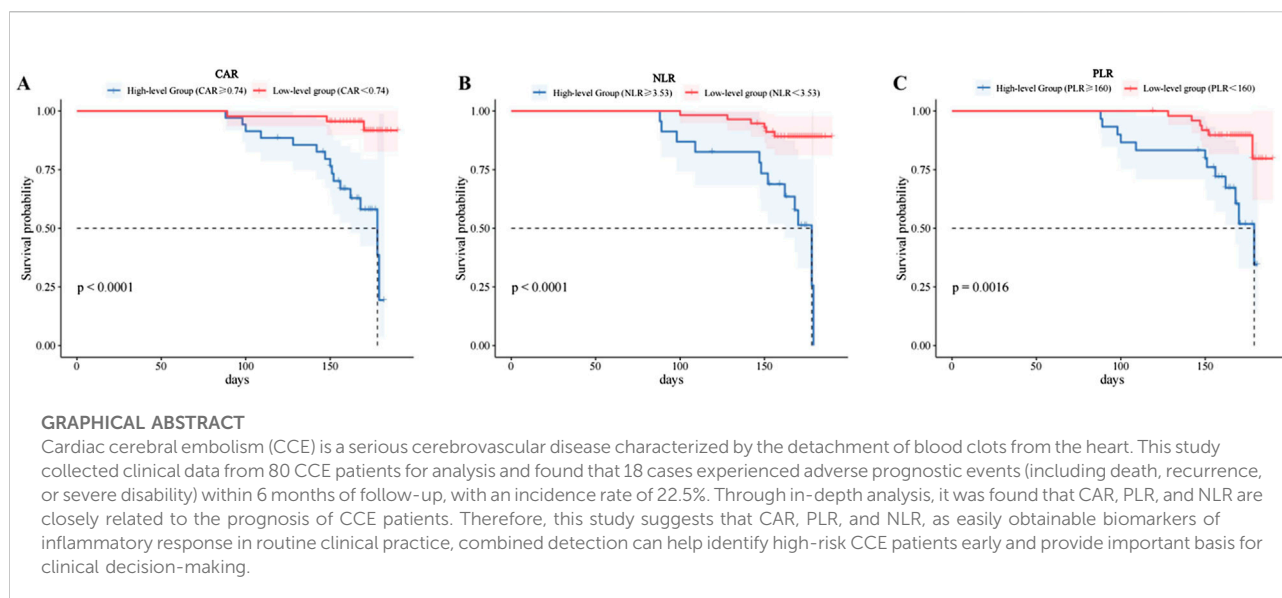 A
CAR
High-level Group (CAR≥0.74) Low-level group (CAR<0.74)
Survival probability
1.00
0.75
0.50
0.25
0.00
p < 0.0001
0 50 100 150
days
B
NLR
High-level Group (NLR≥3.53) Low-level group (NLR<3.53)
Survival probability
1.00
0.75
0.50
0.25
0.00
p < 0.0001
0 50 100 150
days
C
PLR
High-level Group (PLR≥160) Low-level group (PLR<160)
Survival probability
1.00
0.75
0.50
0.25
0.00
p = 0.0016
0 50 100 150
days
GRAPHICAL ABSTRACT
Cardiac cerebral embolism (CCE) is a serious cerebrovascular disease characterized by the detachment of blood clots from the heart. This study
collected clinical data from 80 CCE patients for analysis and found that 18 cases experienced adverse prognostic events (including death, recurrence,
or severe disability) within 6 months of follow-up, with an incidence rate of 22.5%. Through in-depth analysis, it was found that CAR, PLR, and NLR are
closely related to the prognosis of CCE patients. Therefore, this study suggests that CAR, PLR, and NLR, as easily obtainable biomarkers of
inflammatory response in routine clinical practice, combined detection can help identify high-risk CCE patients early and provide important basis for
clinical decision-making.